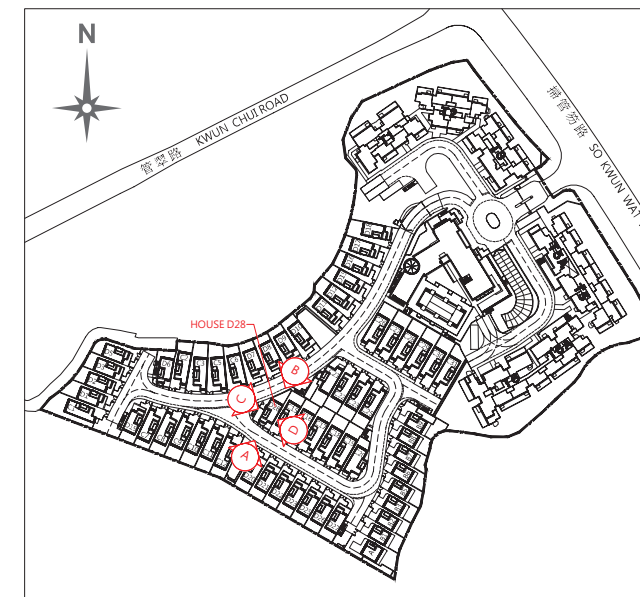 N
管翠路 KWUN CHUI ROAD
掃管笏路 SO KWUN WAT
HOUSE D28
B
C
D
A